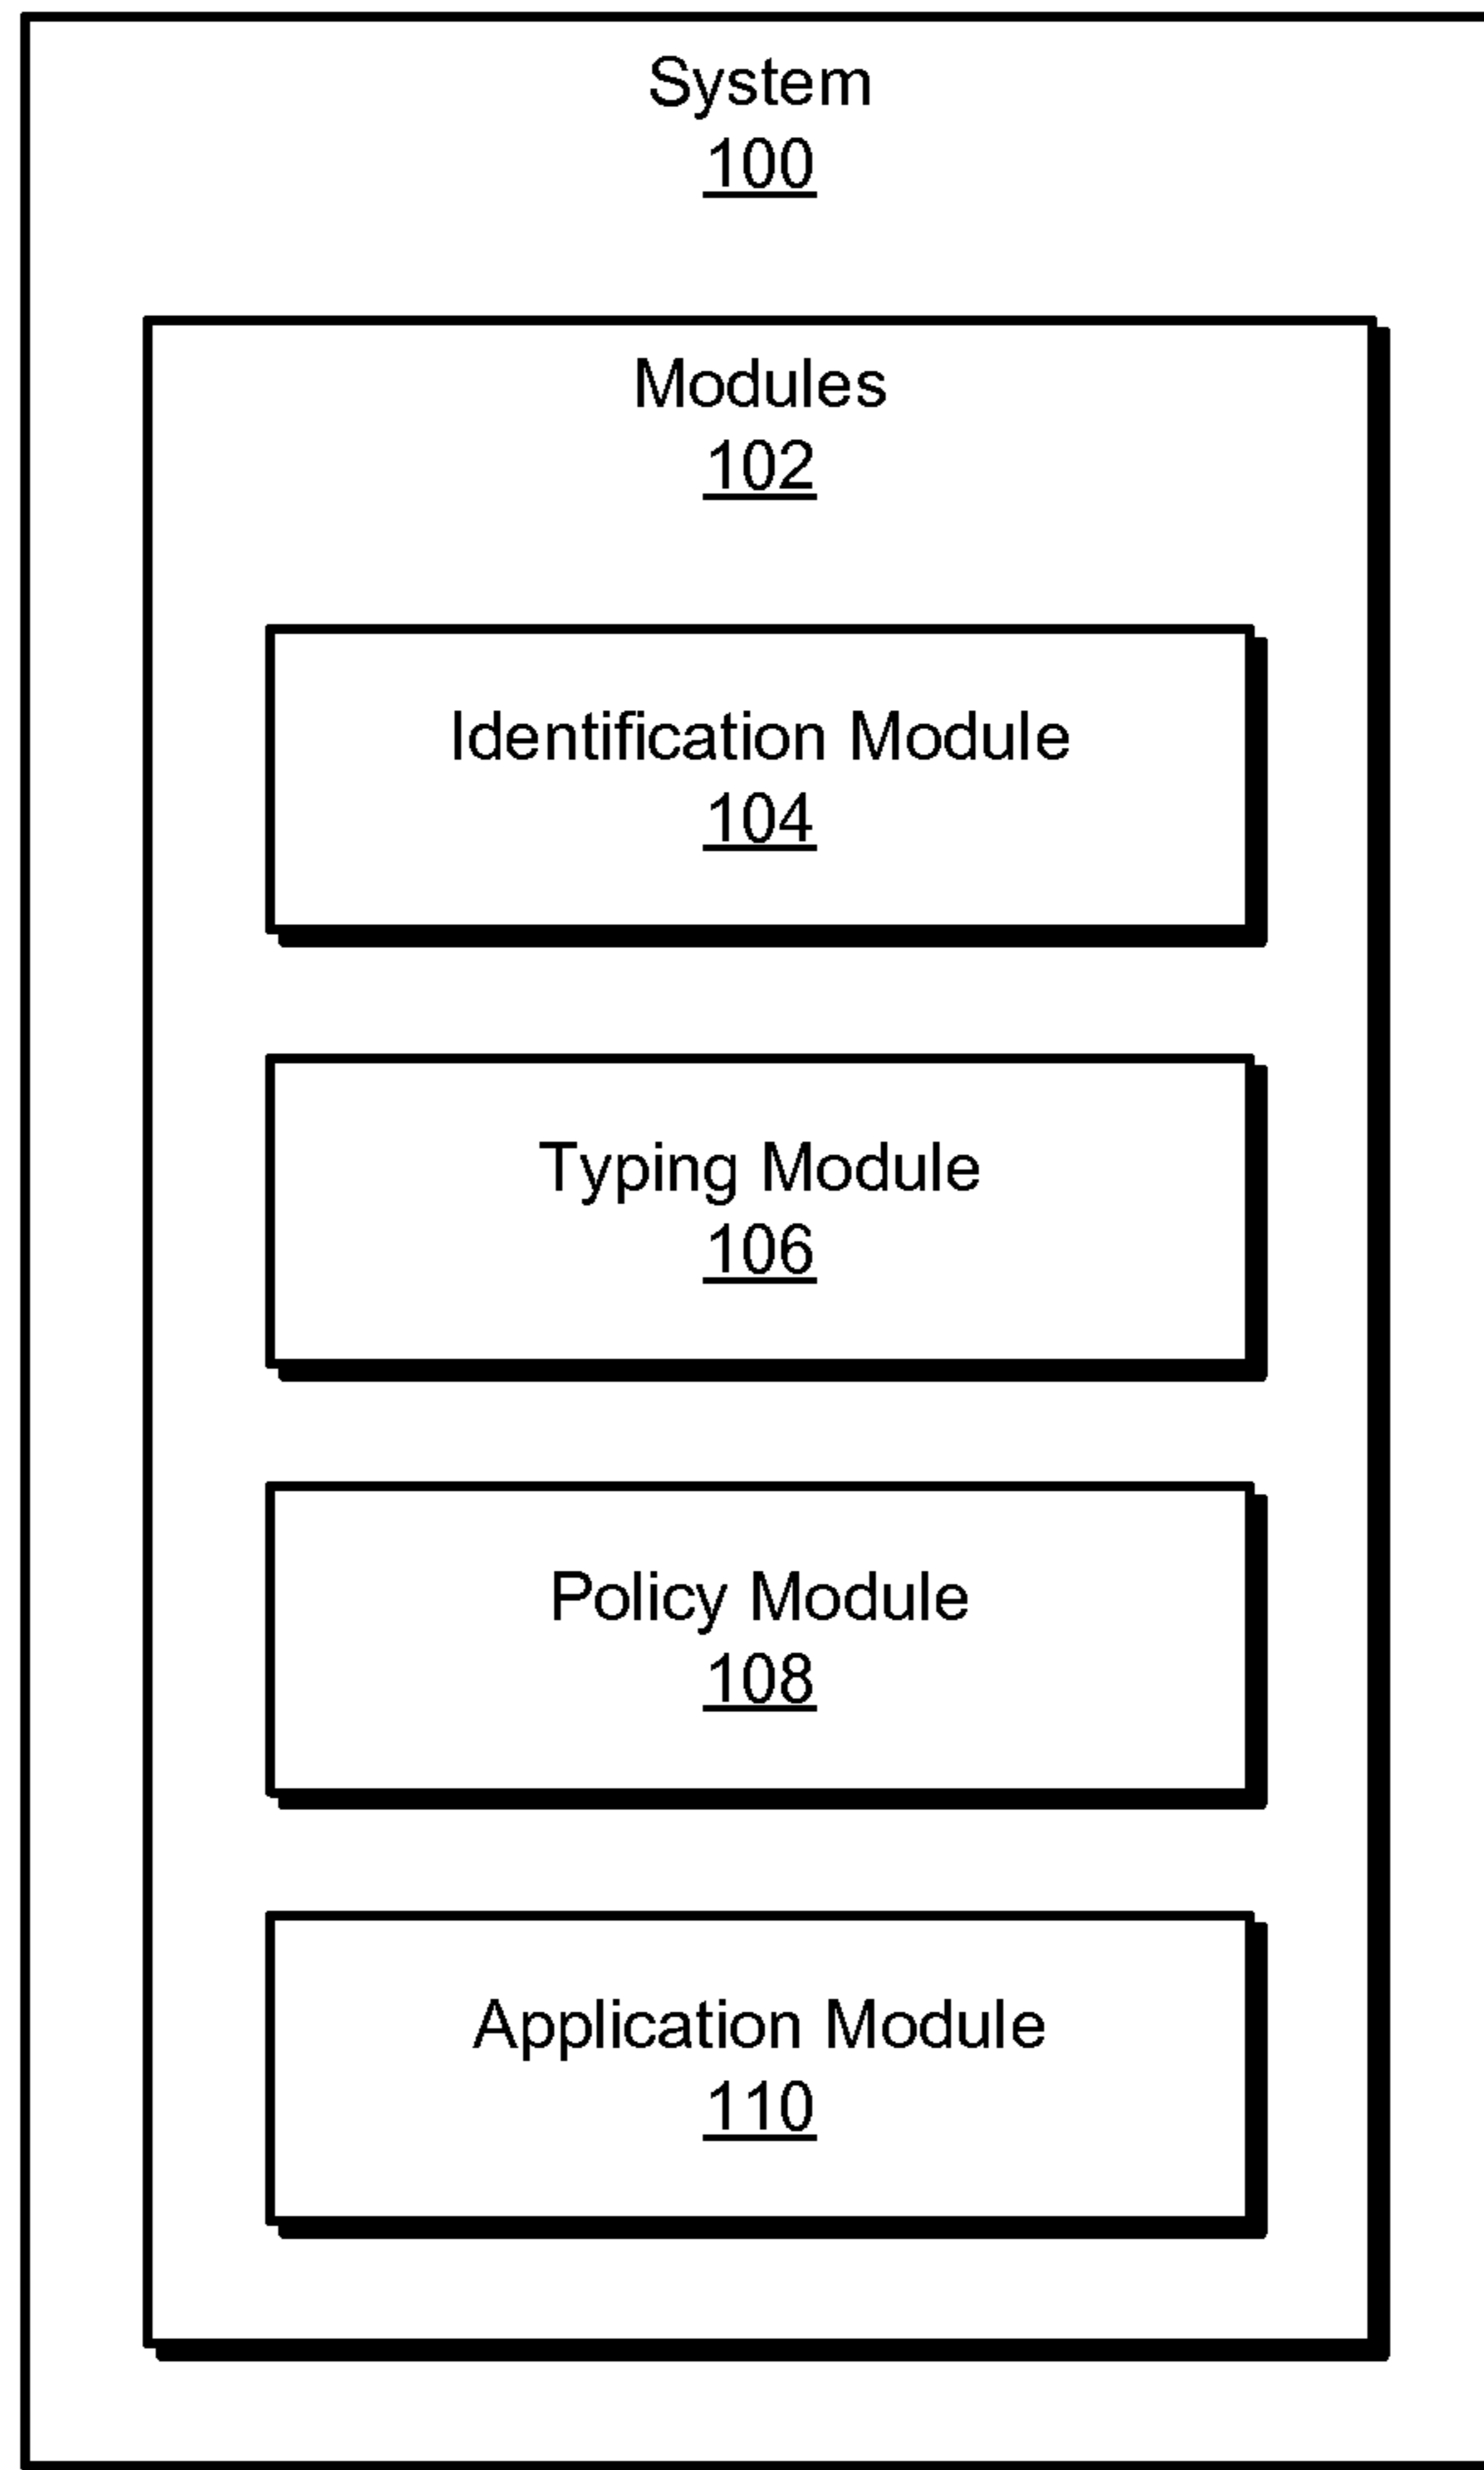 System
100
Modules
102
Identification Module
104
Typing Module
106
Policy Module
108
Application Module
110